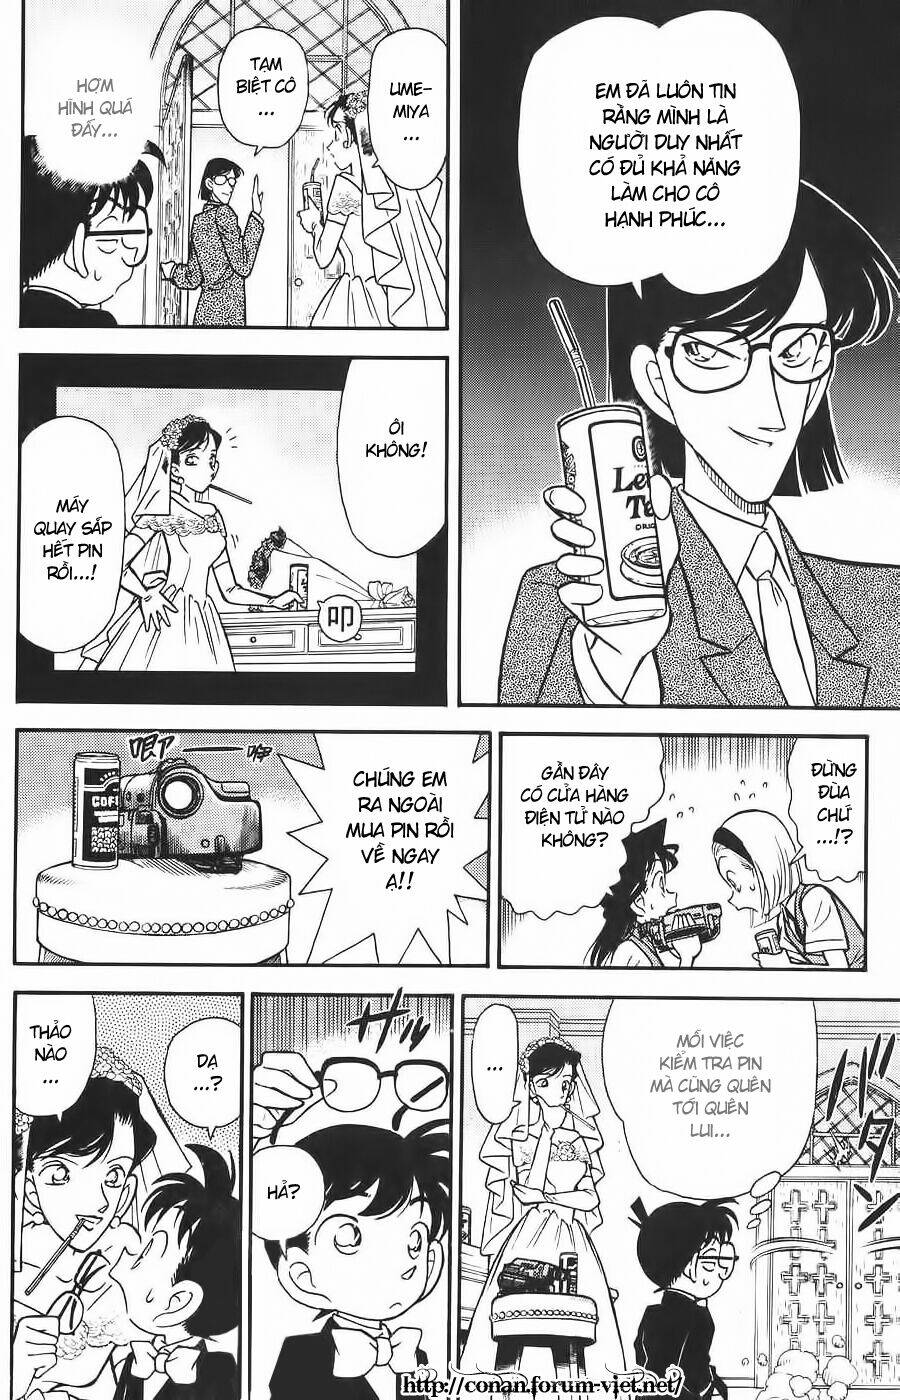 EM ĐÃ LUÔN TIN
RẰNG MÌNH LÀ
NGƯỜI DUY NHẤT
CÓ ĐỦ KHẢ NĂNG
LÀM CHO CÔ
HẠNH PHÚC...
UME-
MIYA
...
TẠM
BIỆT CÔ
...
HƠM
HÌNH QUÁ
ĐẤY...
ÔI
KHÔNG!
MÁY
QUAY SẮP
HẾT PIN
RỒI...!
CHÚNG EM
RA NGOÀI
MUA PIN RỒI
VỀ NGAY
Ạ!!
GẦN ĐÂY
CÓ CỬA HÀNG
ĐIỆN TỬ NÀO
KHÔNG?
ĐỪNG
ĐÙA
CHỨ
...!?
THẢO
NÀO
...
DẠ
...?
HẢ?
...
MỖI VIỆC
KIỂM TRA PIN
MÀ CŨNG QUÊN
TỚI QUÊN
LUI...
http://conan.forum-viet.net/